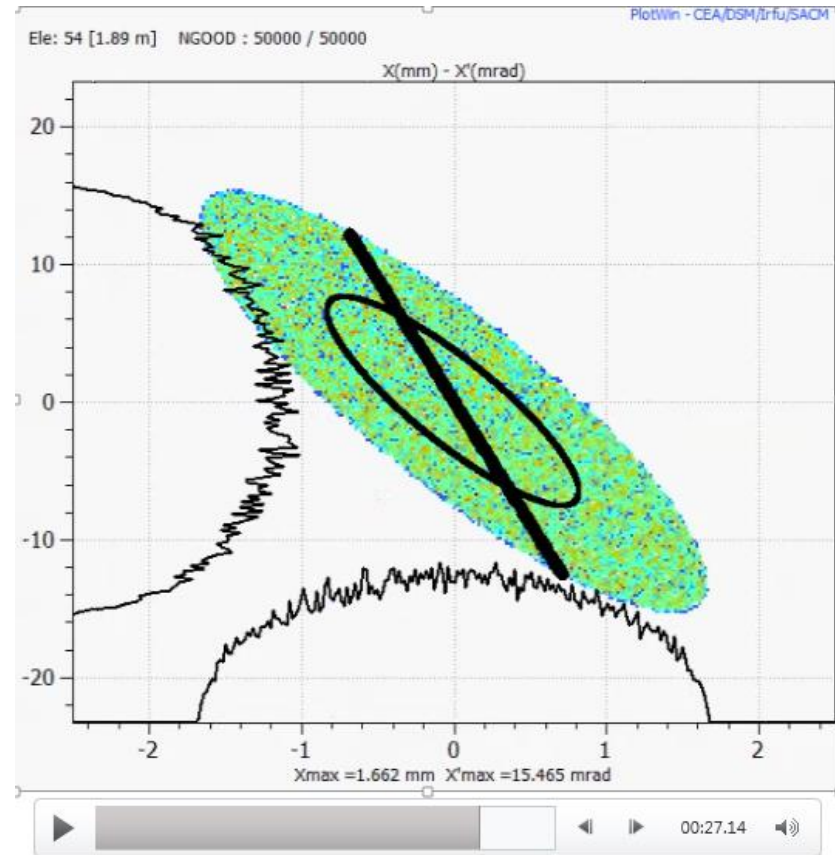 PlotWin - CEA/DSM/Irfu/SACM
Ele: 54 [1.89 m] NGOOD : 50000 / 50000
X(mm) - X'(mrad)
20
10
0
-10
-20
-2 -1 0 1 2
Xmax =1.662 mm X'max =15.465 mrad
00:27.14